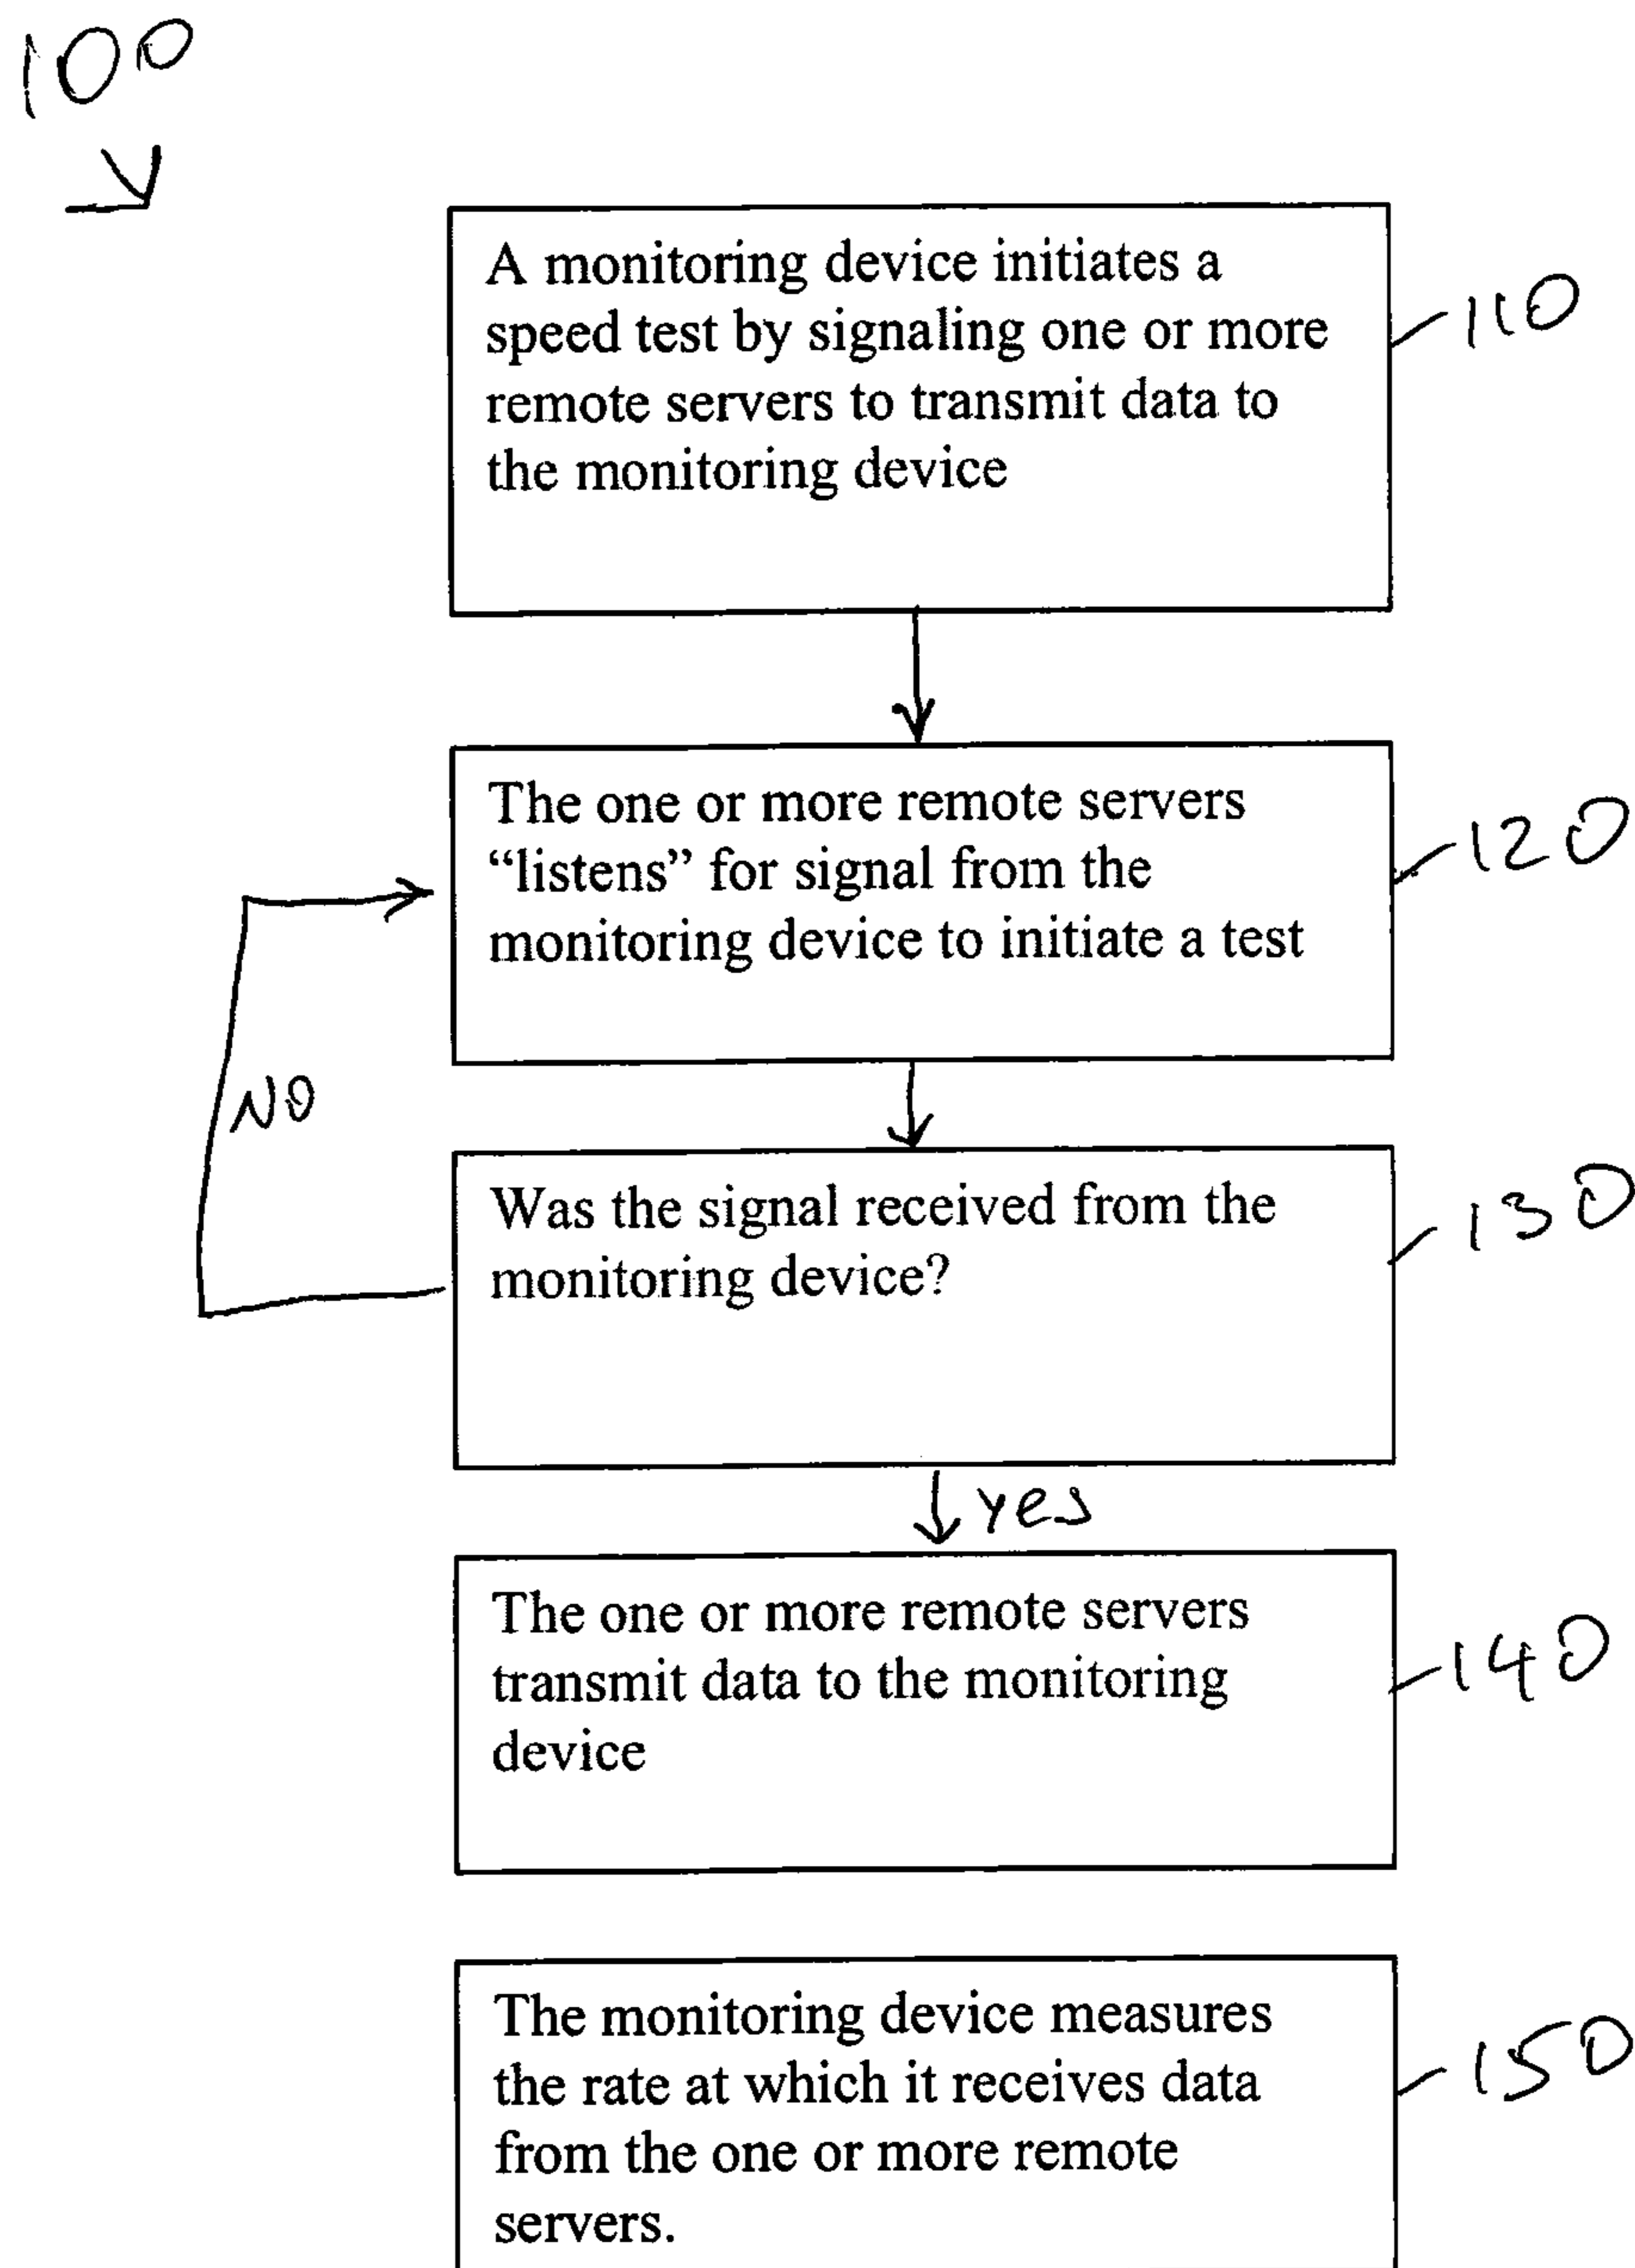 100
A monitoring device initiates a
speed test by signaling one or more
remote servers to transmit data to
the monitoring device
110
The one or more remote servers
“listens” for signal from the
monitoring device to initiate a test
120
NO
Was the signal received from the
monitoring device?
130
yes
The one or more remote servers
transmit data to the monitoring
device
140
The monitoring device measures
the rate at which it receives data
from the one or more remote
servers.
150